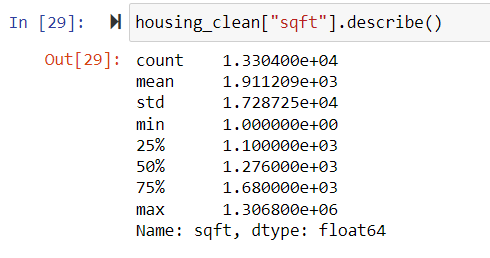 In [29]: housing_clean["sqft"].describe()
Out[29]: count    1.330400e+04
mean     1.911209e+03
std      1.728725e+04
min      1.000000e+00
25%      1.100000e+03
50%      1.276000e+03
75%      1.680000e+03
max      1.306800e+06
Name: sqft, dtype: float64